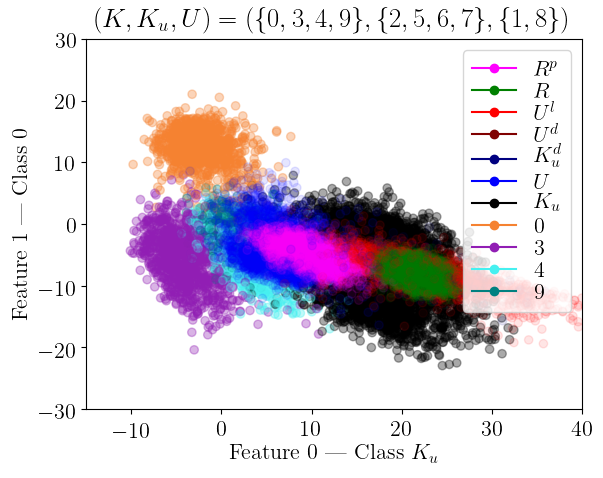 (K, K_u, U) = ({0, 3, 4, 9}, {2, 5, 6, 7}, {1, 8})
30
20
10
0
−10
−20
−30
Feature 1 — Class 0
R^p
R
U^l
U^d
K_u^d
U
K_u
0
3
4
9
−10 0 10 20 30 40
Feature 0 — Class K_u